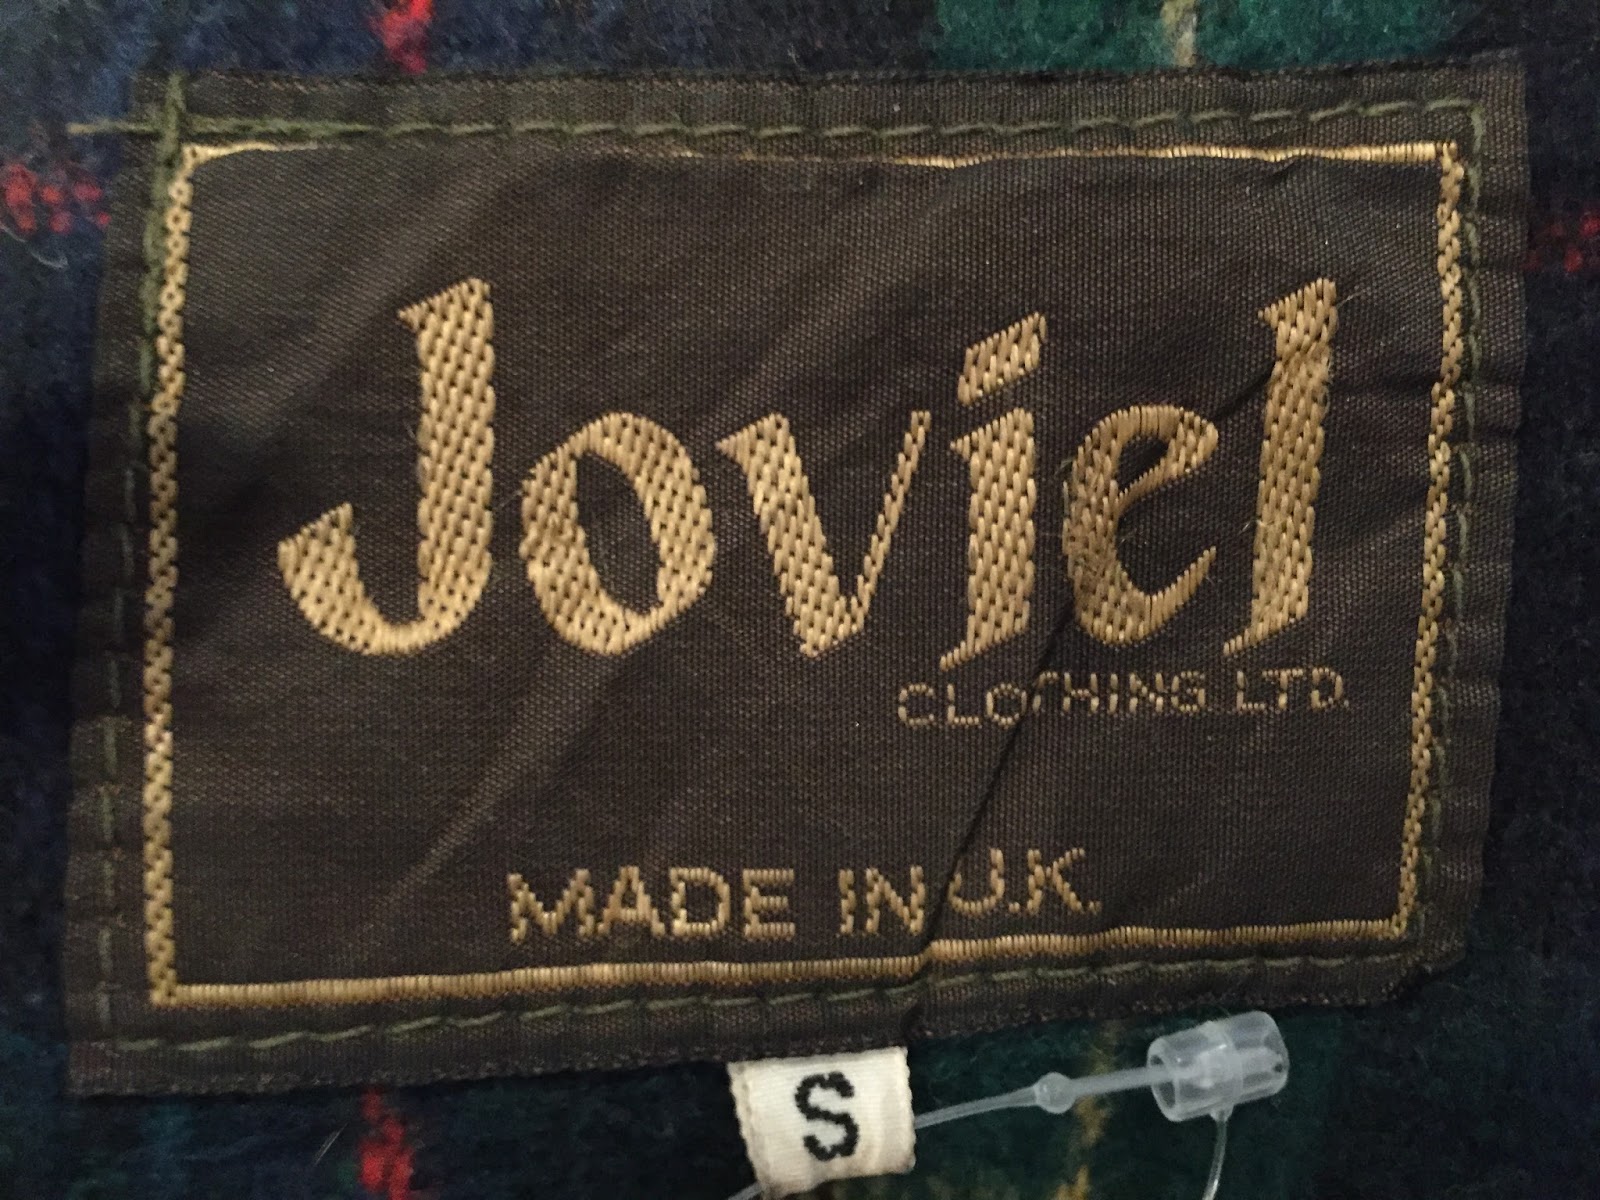 Joviel
CLOTHING LTD.
MADE IN U.K.
S